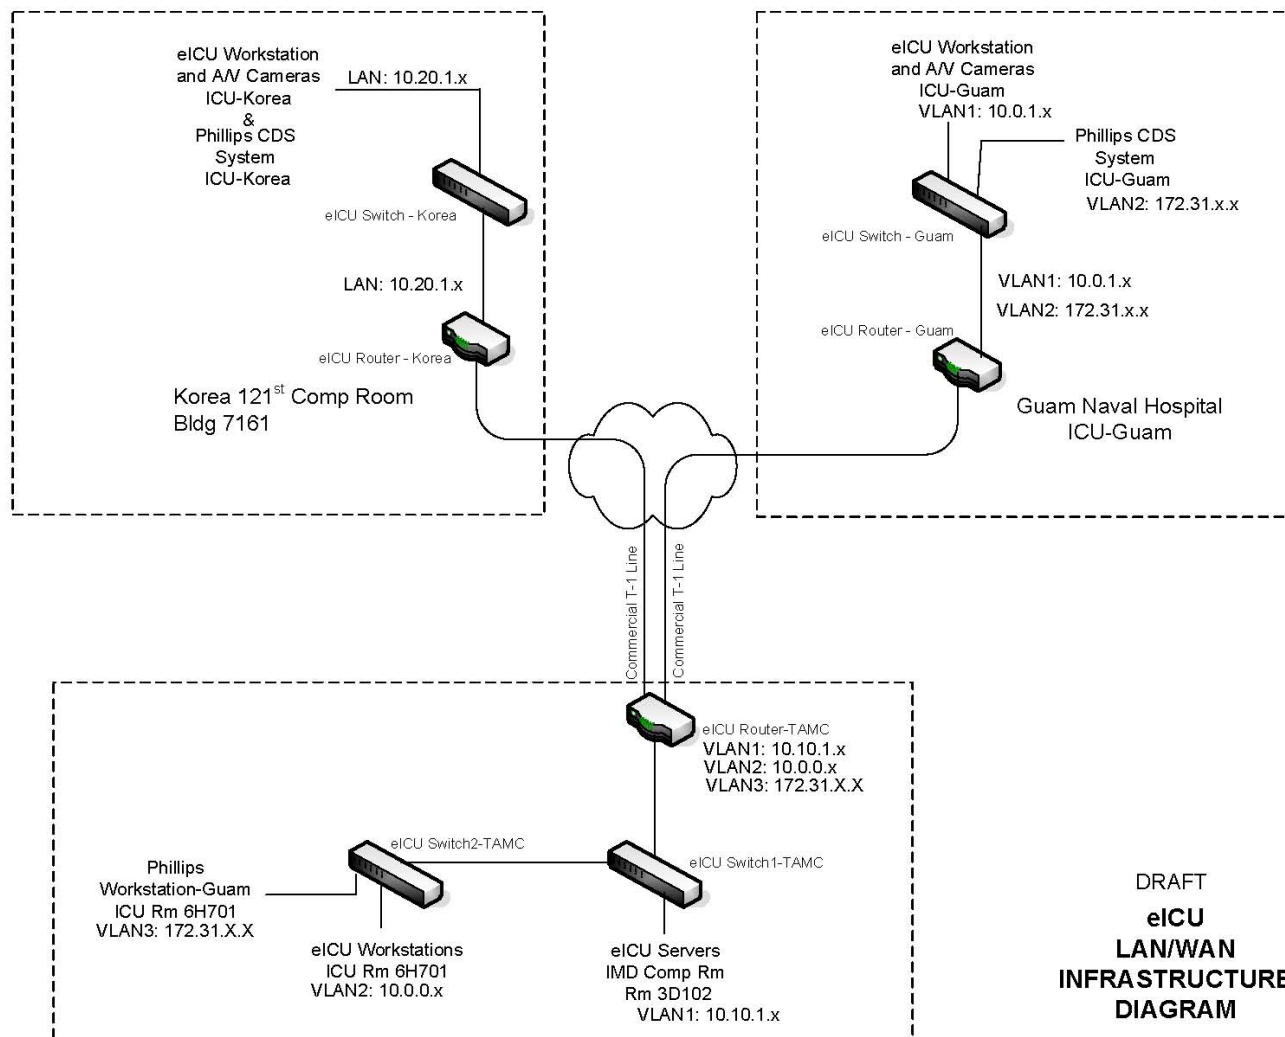 eICU Workstation
and A/V Cameras
ICU-Korea
&
Phillips CDS
System
ICU-Korea
LAN: 10.20.1.x
eICU Switch - Korea
LAN: 10.20.1.x
eICU Router - Korea
Korea 121st Comp Room
Bldg 7161
eICU Workstation
and A/V Cameras
ICU-Guam
VLAN1: 10.0.1.x
Phillips CDS
System
ICU-Guam
VLAN2: 172.31.x.x
eICU Switch - Guam
VLAN1: 10.0.1.x
VLAN2: 172.31.x.x
eICU Router - Guam
Guam Naval Hospital
ICU-Guam
Commercial T-1 Line
Commercial T-1 Line
eICU Router-TAMC
VLAN1: 10.10.1.x
VLAN2: 10.0.0.x
VLAN3: 172.31.X.X
eICU Switch2-TAMC
eICU Switch1-TAMC
Phillips
Workstation-Guam
ICU Rm 6H701
VLAN3: 172.31.X.X
eICU Workstations
ICU Rm 6H701
VLAN2: 10.0.0.x
eICU Servers
IMD Comp Rm
Rm 3D102
VLAN1: 10.10.1.x
DRAFT
eICU
LAN/WAN
INFRASTRUCTURE
DIAGRAM